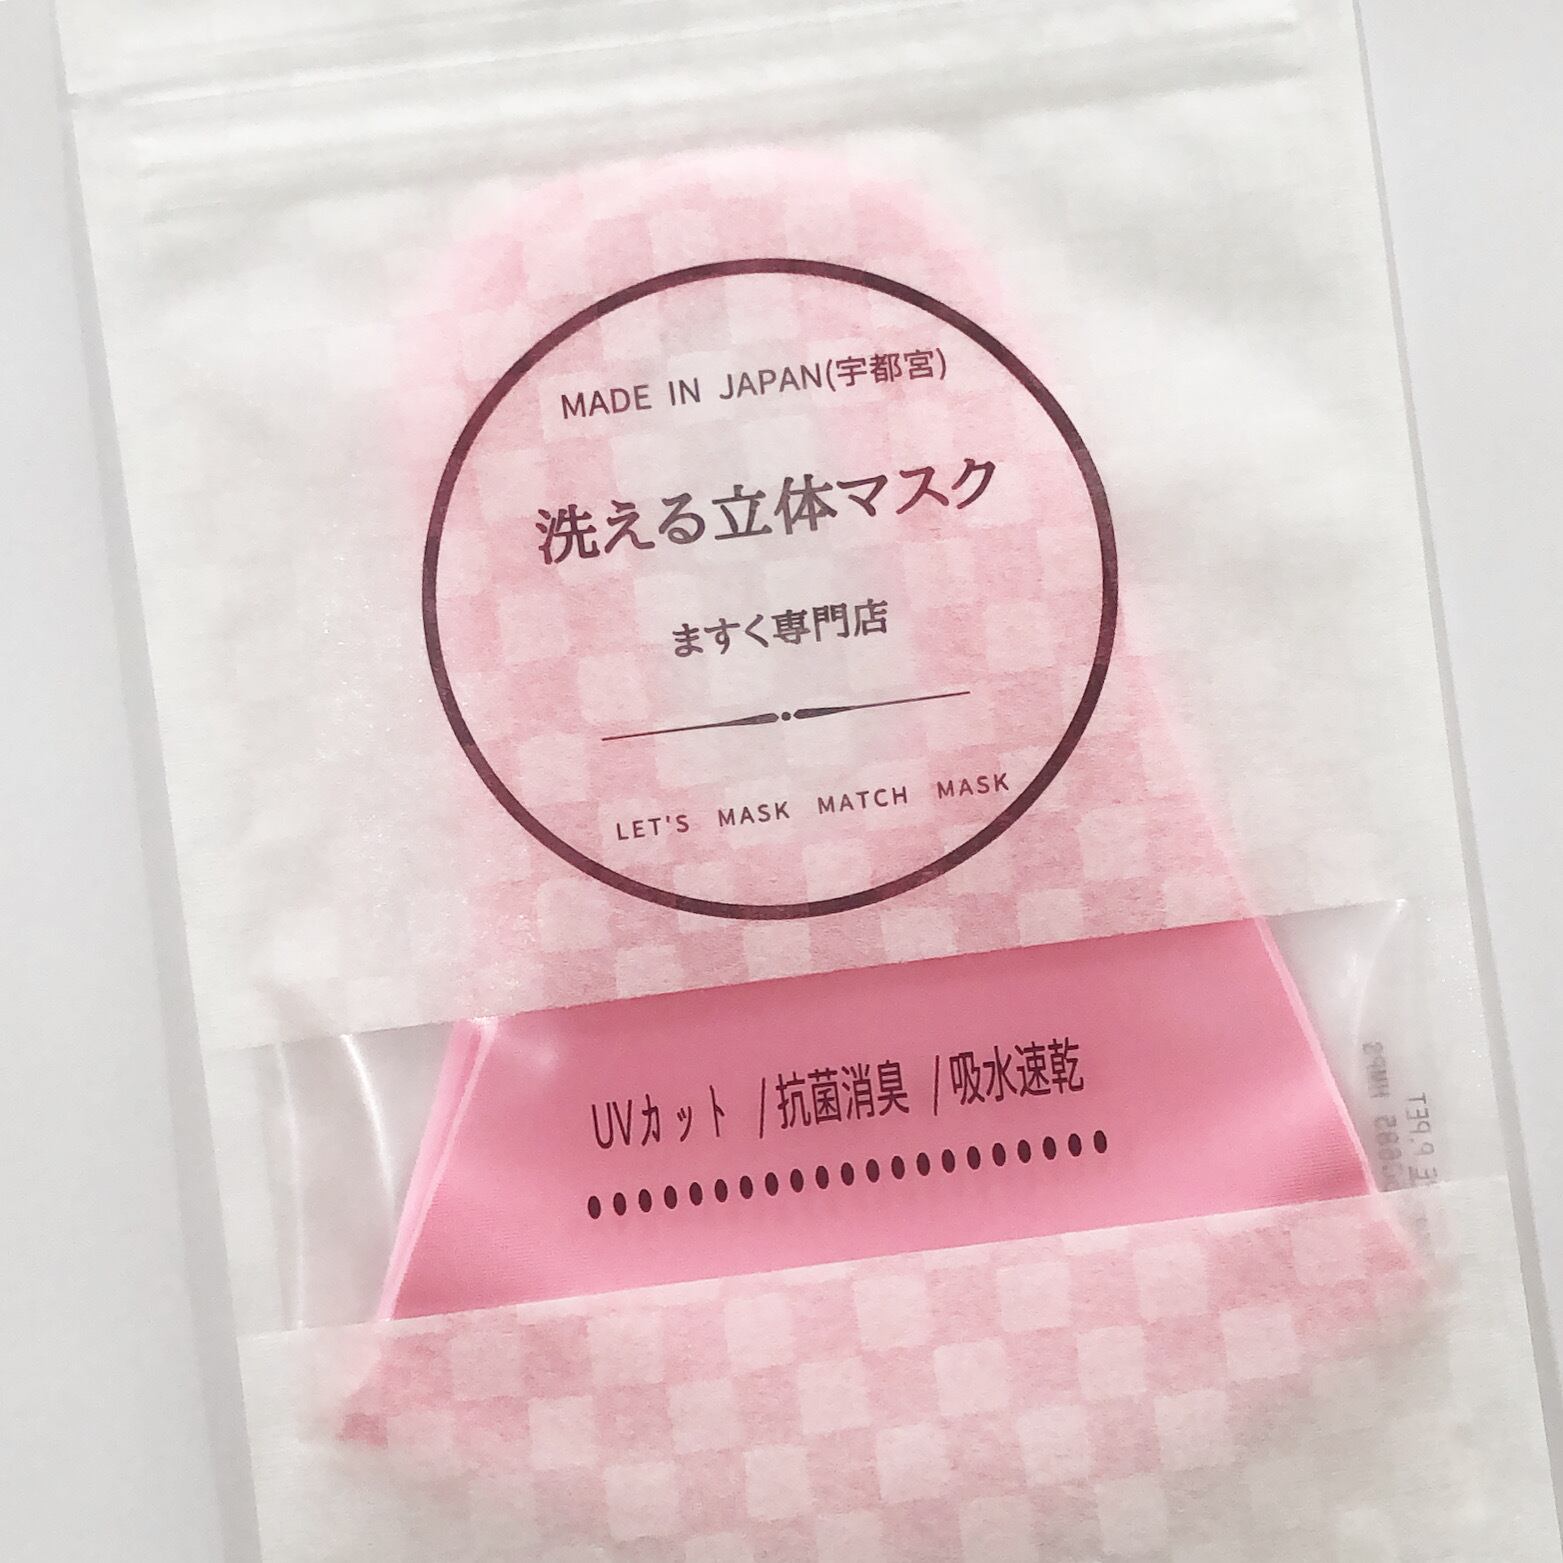 MADE IN JAPAN(宇都宮)
洗える立体マスク
ますく専門店
LET'S MASK MATCH MASK
UVカット /抗菌消臭 /吸水速乾